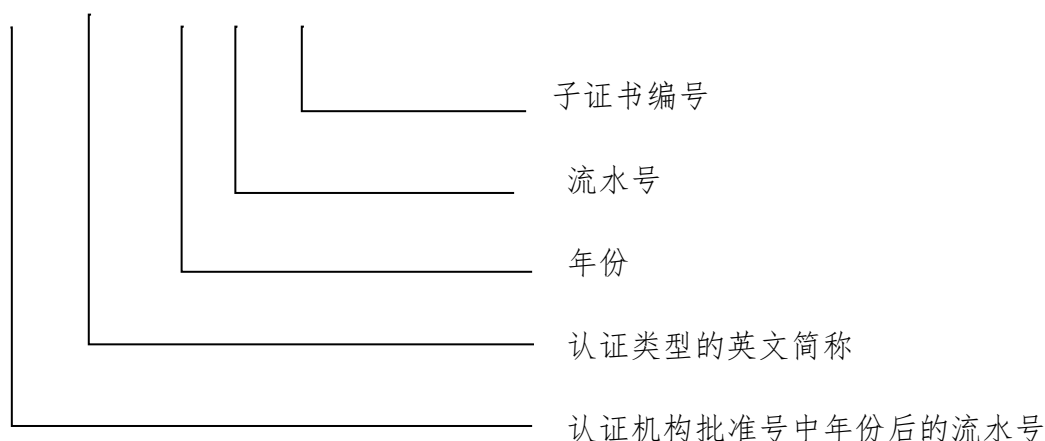 子证书编号
流水号
年份
认证类型的英文简称
认证机构批准号中年份后的流水号